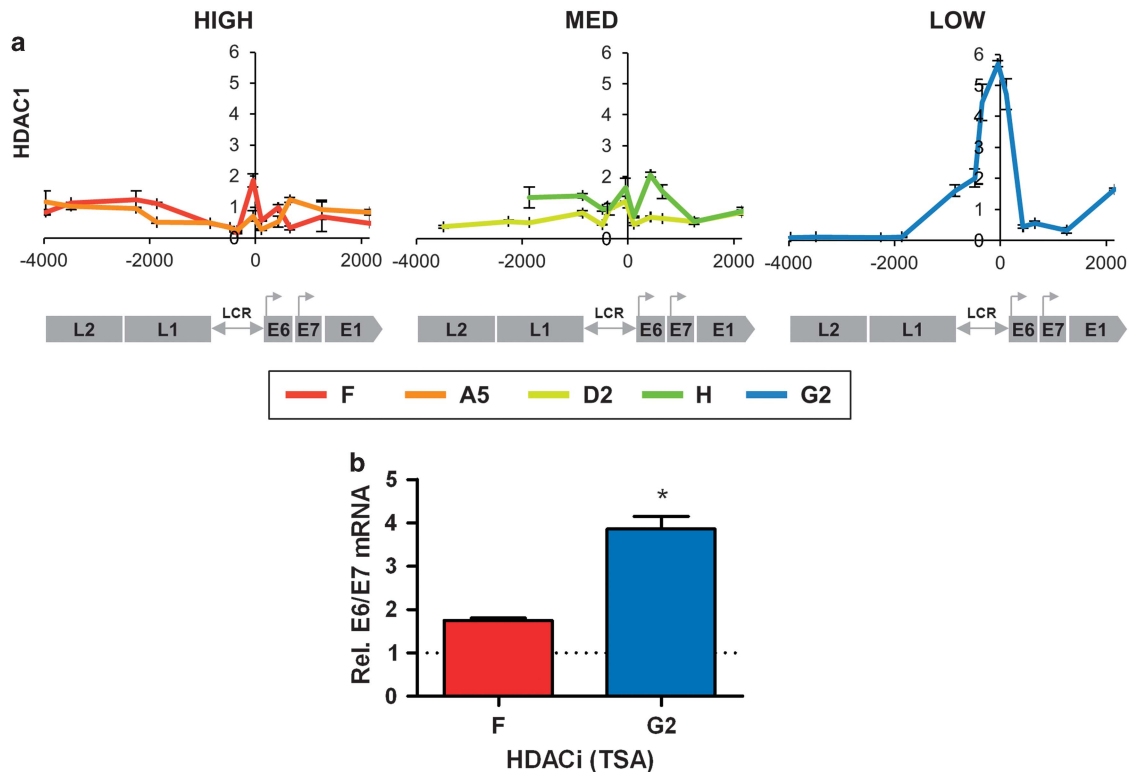 HIGH MED LOW
a
HDAC1
6 6 6
5 5 5
4 4 4
3 3 3
2 2 2
1 1 1
0 0 0
-4000 -2000 0 2000 -4000 -2000 0 2000 -4000 -2000 0 2000
L2 L1 LCR E6 E7 E1 L2 L1 LCR E6 E7 E1 L2 L1 LCR E6 E7 E1
F A5 D2 H G2
b
Rel. E6/E7 mRNA
5
4
3
2
1
0
*
F G2
HDACi (TSA)